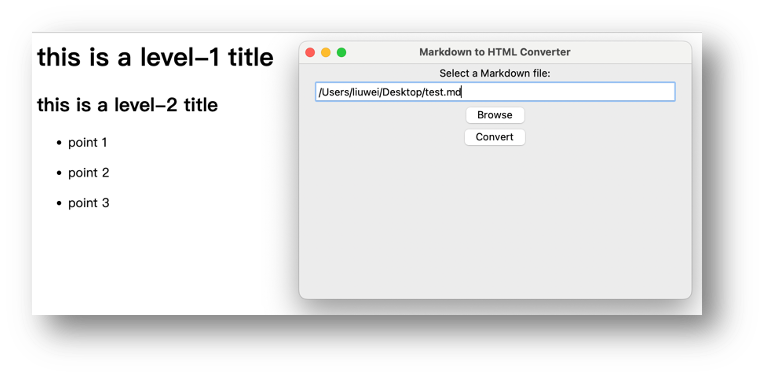 this is a level-1 title
this is a level-2 title
• point 1
• point 2
• point 3
Markdown to HTML Converter
Select a Markdown file:
/Users/liuwei/Desktop/test.md
Browse
Convert